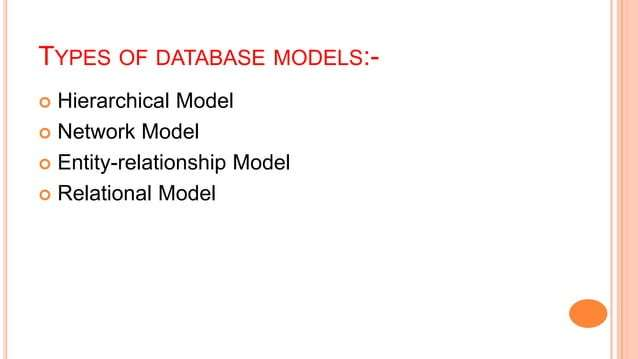 TYPES OF DATABASE MODELS:-
Hierarchical Model
Network Model
Entity-relationship Model
Relational Model